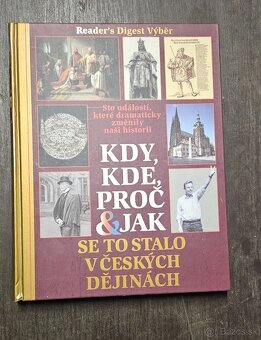 Reader's Digest Výběr
Sto událostí,
které dramaticky
změnily
naši historii
KDY,
KDE,
PROČ
& JAK
SE TO STALO
V ČESKÝCH
DĚJINÁCH